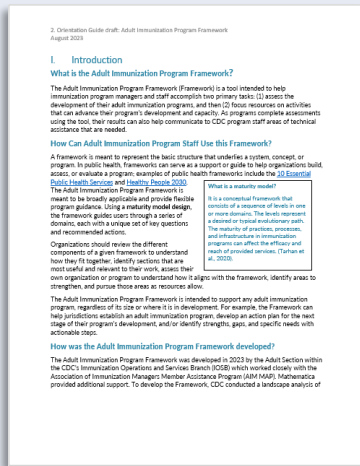 2. Orientation Guide draft: Adult Immunization Program Framework
August 2023
I. Introduction
What is the Adult Immunization Program Framework?
The Adult Immunization Program Framework (Framework) is a tool intended to help
immunization program managers and staff accomplish two primary tasks: (1) assess the
development of their adult immunization programs, and then (2) focus resources on activities
that can advance their program's development and capacity. As programs complete assessments
using the tool, their results can also help communicate to CDC program staff areas of technical
assistance that are needed.
How Can Adult Immunization Program Staff Use this Framework?
A framework is meant to represent the basic structure that underlies a system, concept, or
program. In public health, frameworks can serve as a support or guide to help organizations build,
assess, or evaluate a program; examples of public health frameworks include the 10 Essential
Public Health Services and Healthy People 2030.
The Adult Immunization Program Framework is
meant to be broadly applicable and provide flexible
program guidance. Using a maturity model design,
the framework guides users through a series of
domains, each with a unique set of key questions
and recommended actions.
Organizations should review the different
components of a given framework to understand
how they fit together, identify sections that are
most useful and relevant to their work, assess their
own organization or program to understand how it aligns with the framework, identify areas to
strengthen, and pursue those areas as resources allow.
What is a maturity model?
It is a conceptual framework that
consists of a sequence of levels in one
or more domains. The levels represent
a desired or typical evolutionary path.
The maturity of practices, processes,
and infrastructure in immunization
programs can affect the efficacy and
reach of provided services. (Tarhan et
al., 2020).
The Adult Immunization Program Framework is intended to support any adult immunization
program, regardless of its size or where it is in development. For example, the Framework can
help jurisdictions establish an adult immunization program, develop an action plan for the next
stage of their program's development, and/or identify strengths, gaps, and specific needs with
actionable steps.
How was the Adult Immunization Program Framework developed?
The Adult Immunization Program Framework was developed in 2023 by the Adult Section within
the CDC's Immunization Operations and Services Branch (IOSB) which worked closely with the
Association of Immunization Managers Member Assistance Program (AIM MAP). Mathematica
provided additional support. To develop the Framework, CDC conducted a landscape analysis of